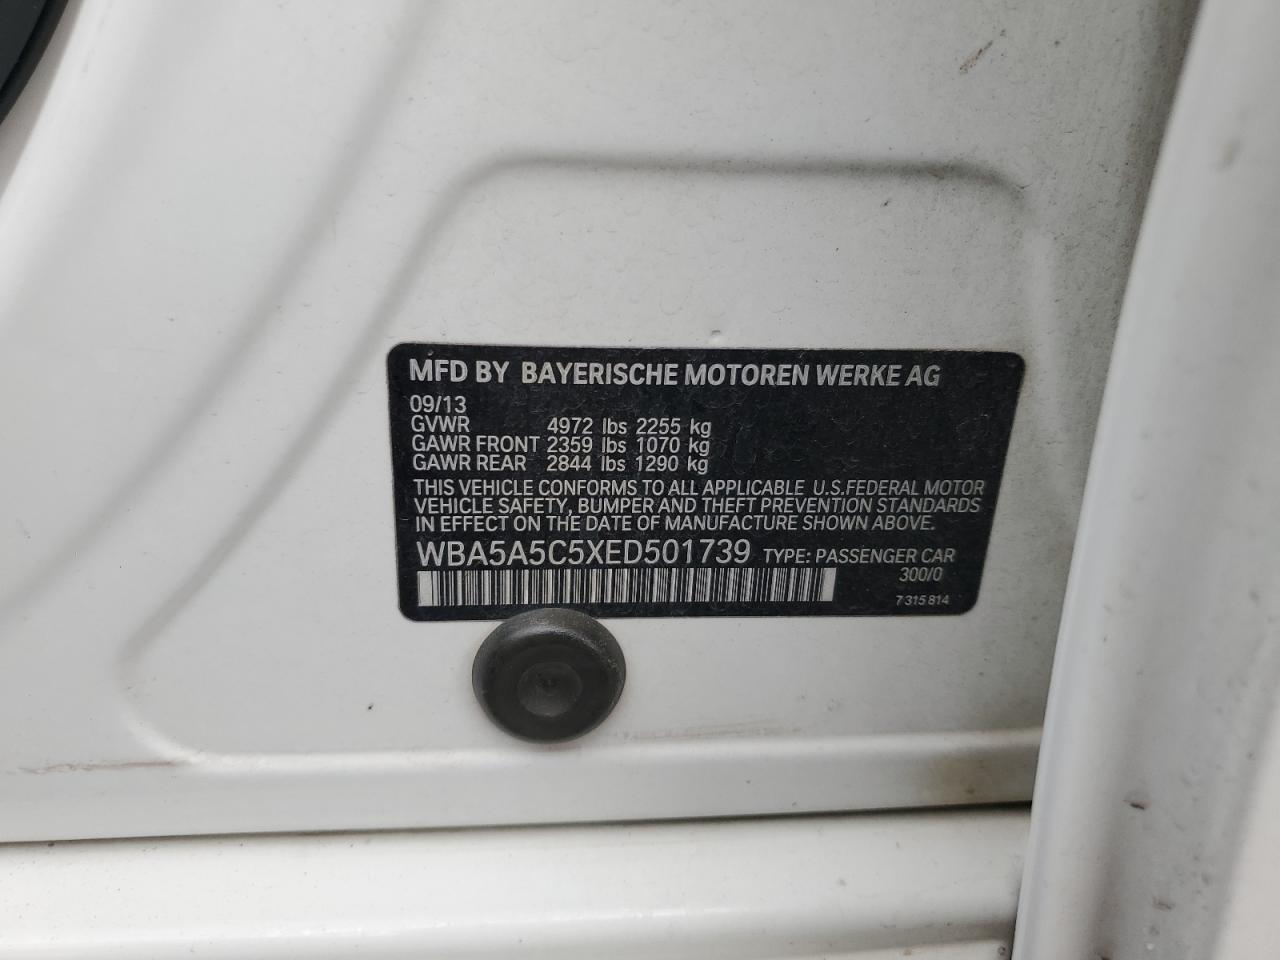 MFD BY BAYERISCHE MOTOREN WERKE AG
09/13
GVWR 4972 lbs 2255 kg
GAWR FRONT 2359 lbs 1070 kg
GAWR REAR 2844 lbs 1290 kg
THIS VEHICLE CONFORMS TO ALL APPLICABLE U.S.FEDERAL MOTOR
VEHICLE SAFETY, BUMPER AND THEFT PREVENTION STANDARDS
IN EFFECT ON THE DATE OF MANUFACTURE SHOWN ABOVE.
WBA5A5C5XED501739 TYPE: PASSENGER CAR
300/0
7 315 814